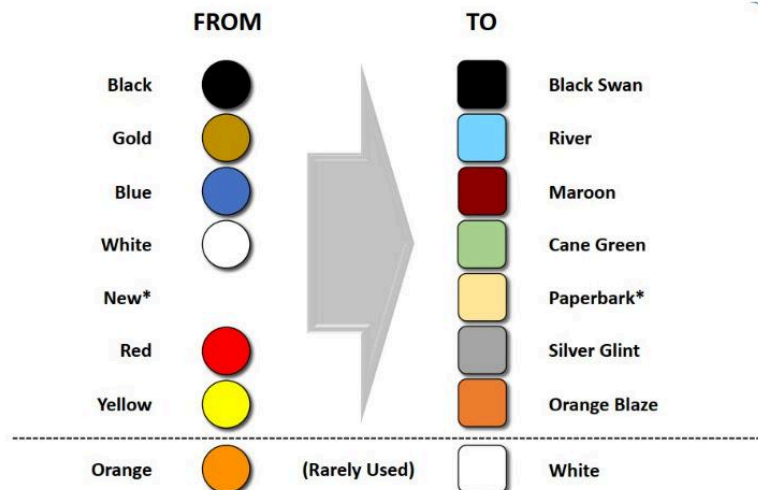 FROM TO
Black Black Swan
Gold River
Blue Maroon
White Cane Green
New* Paperbark*
Red Silver Glint
Yellow Orange Blaze
Orange (Rarely Used) White